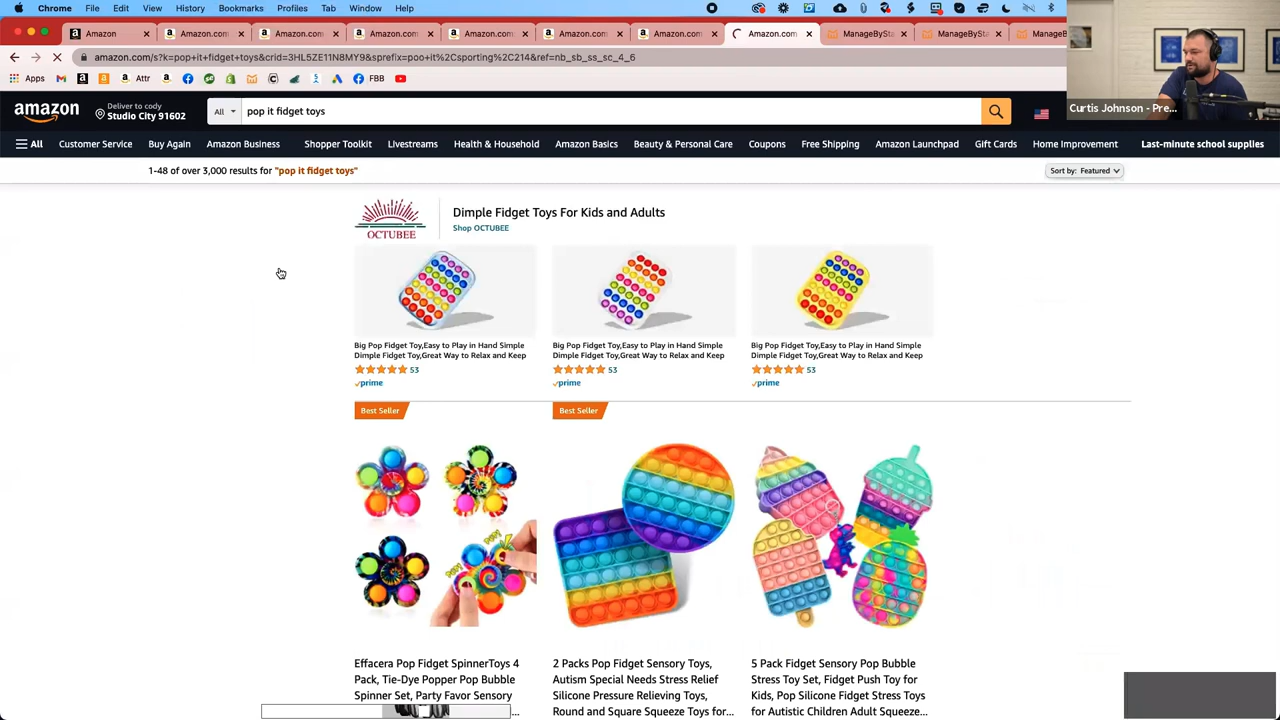 Chrome File Edit View History Bookmarks Profiles Tab Window Help
Amazon Amazon.com Amazon.com Amazon.com Amazon.com Amazon.com Amazon.com Amazon.com ManageBySta ManageBySta ManageBy
amazon.com/s?k=pop+it+fidget+toys&crid=3HL5ZE11N8MY9&sprefix=poo+it%2Csporting%2C214&ref=nb_sb_ss_sc_4_6
Apps Attr FBB
Curtis Johnson - Pre...
amazon
Deliver to cody
Studio City 91602
All pop it fidget toys
All Customer Service Buy Again Amazon Business Shopper Toolkit Livestreams Health & Household Amazon Basics Beauty & Personal Care Coupons Free Shipping Amazon Launchpad Gift Cards Home Improvement Last-minute school supplies
1-48 of over 3,000 results for "pop it fidget toys" Sort by: Featured
OCTUBEE
Dimple Fidget Toys For Kids and Adults
Shop OCTUBEE
Big Pop Fidget Toy,Easy to Play in Hand Simple
Dimple Fidget Toy,Great Way to Relax and Keep
53
prime
Big Pop Fidget Toy,Easy to Play in Hand Simple
Dimple Fidget Toy,Great Way to Relax and Keep
53
prime
Big Pop Fidget Toy,Easy to Play in Hand Simple
Dimple Fidget Toy,Great Way to Relax and Keep
53
prime
Best Seller
Effacera Pop Fidget SpinnerToys 4
Pack, Tie-Dye Popper Pop Bubble
Spinner Set, Party Favor Sensory
...
Best Seller
2 Packs Pop Fidget Sensory Toys,
Autism Special Needs Stress Relief
Silicone Pressure Relieving Toys,
Round and Square Squeeze Toys for...
5 Pack Fidget Sensory Pop Bubble
Stress Toy Set, Fidget Push Toy for
Kids, Pop Silicone Fidget Stress Toys
for Autistic Children Adult Squeeze...